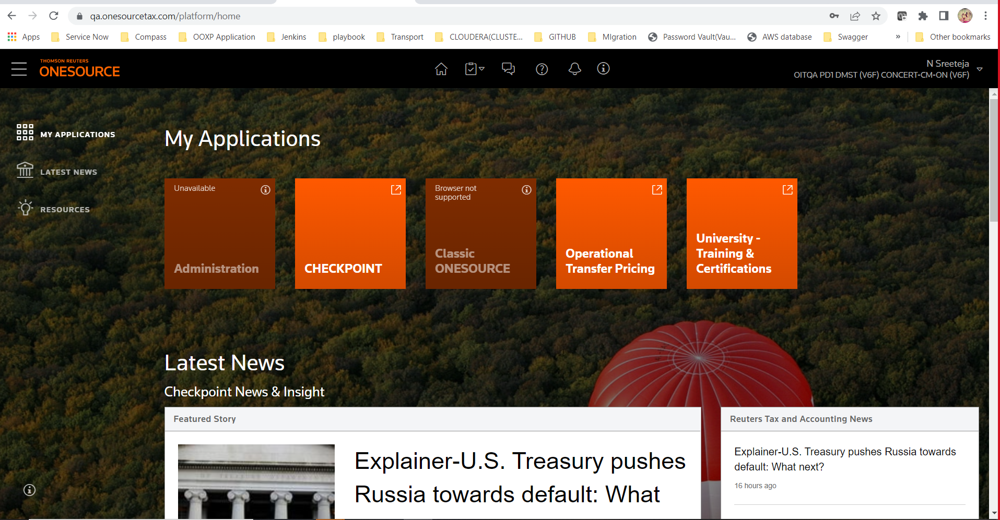 qa.onesourcetax.com/platform/home
Apps Service Now Compass OOXP Application Jenkins playbook Transport CLOUDERA(CLUSTE... GITHUB MIgration Password Vault(Vau... AWS database Swagger » Other bookmarks
THOMSON REUTERS
ONESOURCE
N Sreeteja
OITQA PD1 DMST (V6F) CONCERT-CM-ON (V6F)
MY APPLICATIONS
LATEST NEWS
RESOURCES
My Applications
Unavailable
Administration
CHECKPOINT
Browser not
supported
Classic
ONESOURCE
Operational
Transfer Pricing
University -
Training &
Certifications
Latest News
Checkpoint News & Insight
Featured Story
Explainer-U.S. Treasury pushes
Russia towards default: What
Reuters Tax and Accounting News
Explainer-U.S. Treasury pushes Russia towards
default: What next?
16 hours ago